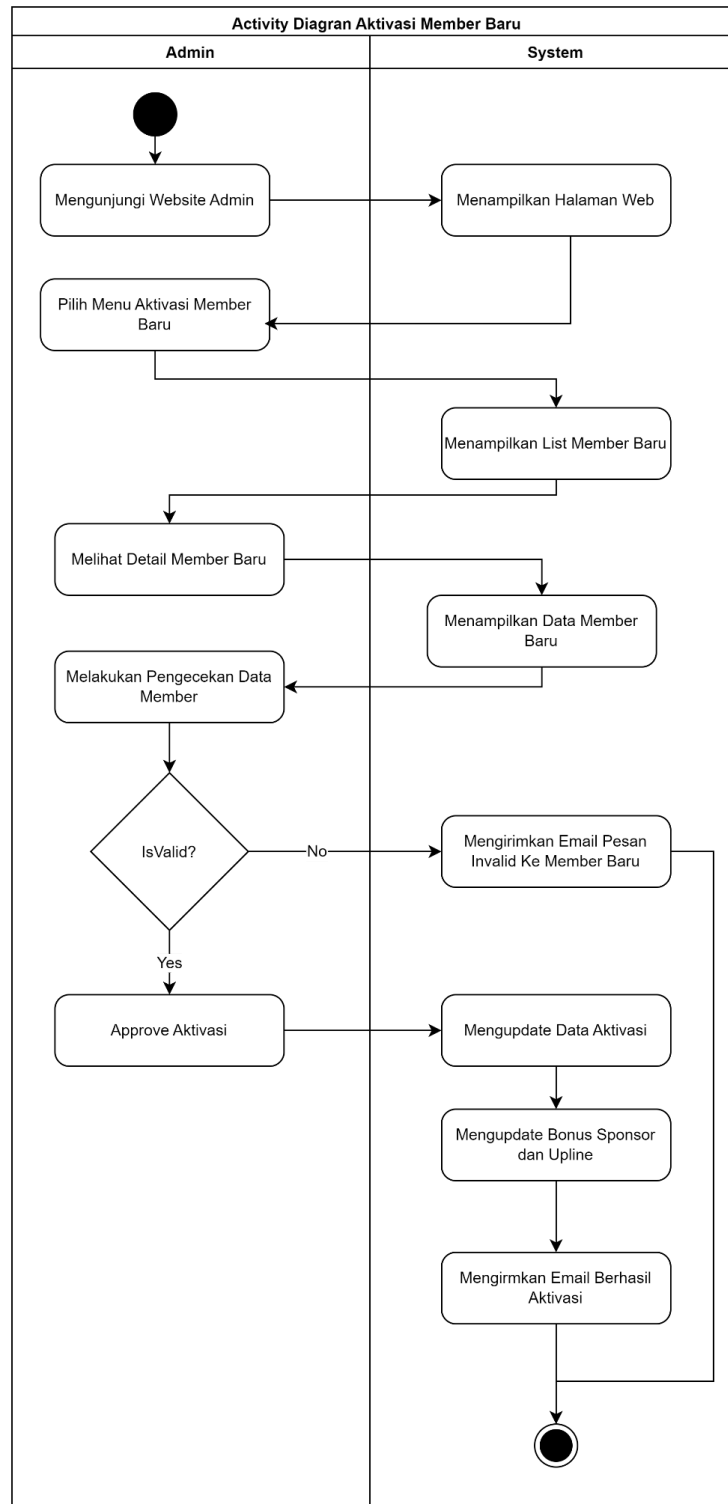 Activity Diagran Aktivasi Member Baru
Admin
System
Mengunjungi Website Admin
Menampilkan Halaman Web
Pilih Menu Aktivasi Member
Baru
Menampilkan List Member Baru
Melihat Detail Member Baru
Menampilkan Data Member
Baru
Melakukan Pengecekan Data
Member
IsValid?
No
Mengirimkan Email Pesan
Invalid Ke Member Baru
Yes
Approve Aktivasi
Mengupdate Data Aktivasi
Mengupdate Bonus Sponsor
dan Upline
Mengirmkan Email Berhasil
Aktivasi